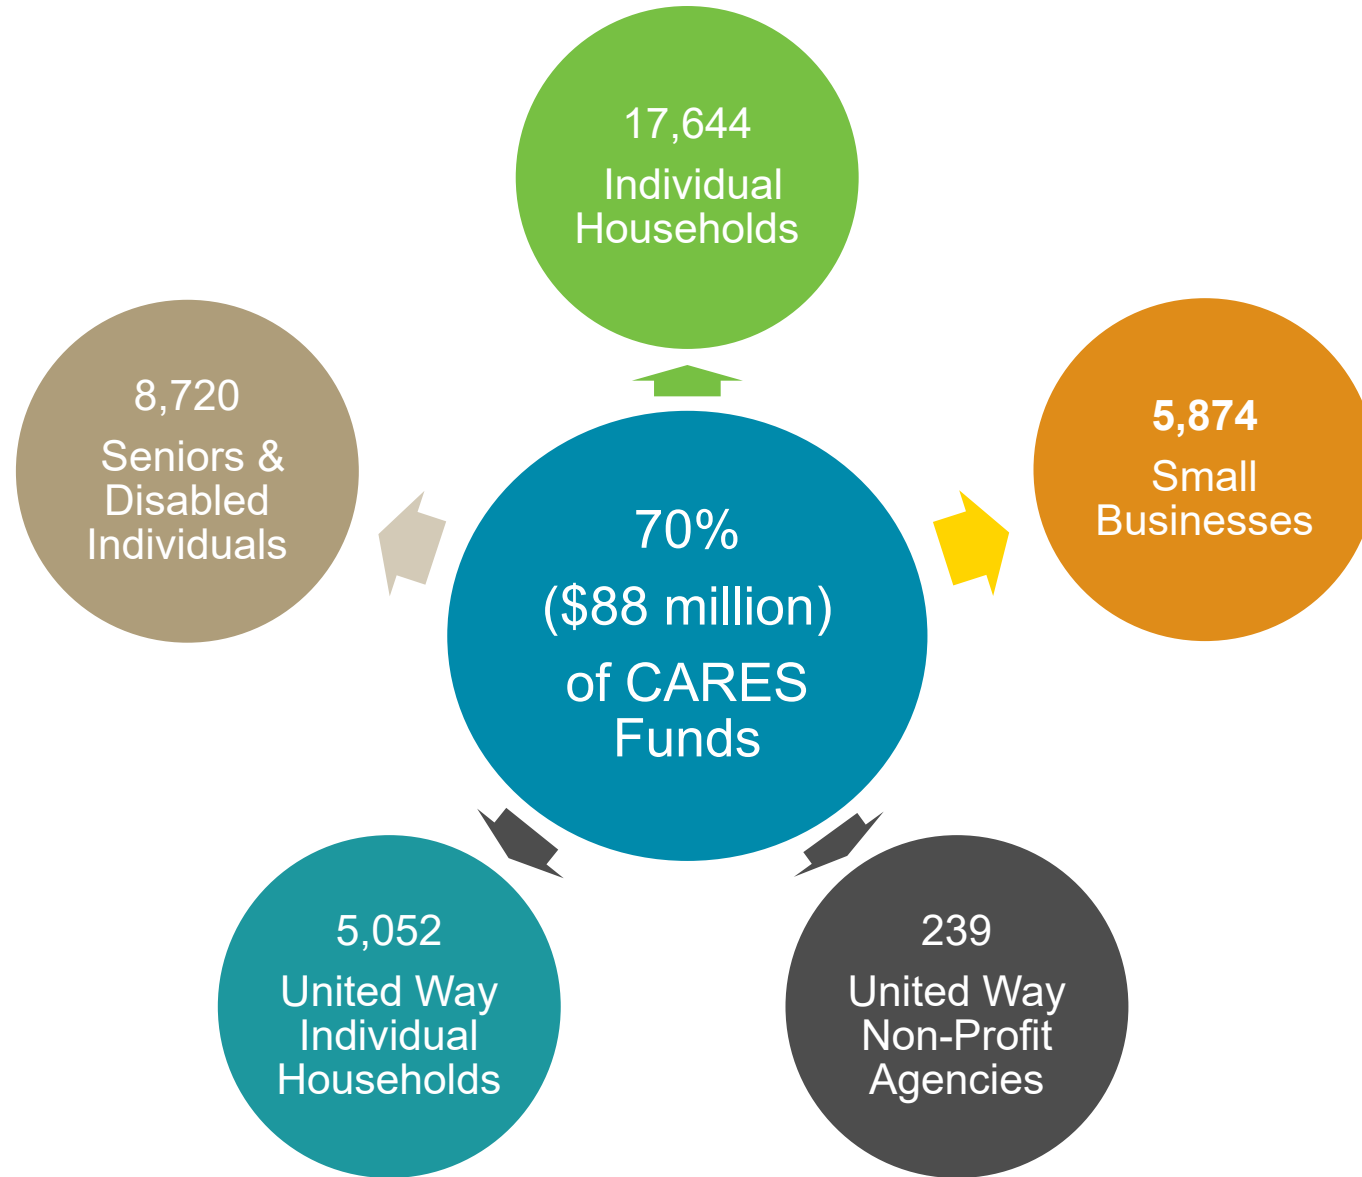 17,644
Individual
Households
8,720
Seniors &
Disabled
Individuals
5,874
Small
Businesses
70%
($88 million)
of CARES
Funds
5,052
United Way
Individual
Households
239
United Way
Non-Profit
Agencies